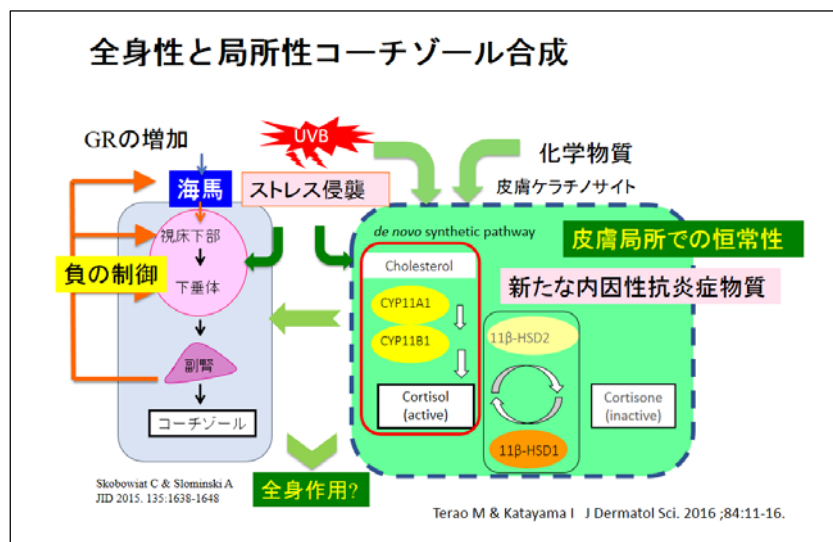 全身性と局所性コーチゾール合成
GRの増加
UVB
化学物質
海馬
ストレス侵襲
皮膚ケラチノサイト
視床下部
de novo synthetic pathway
皮膚局所での恒常性
負の制御
Cholesterol
下垂体
新たな内因性抗炎症物質
CYP11A1
CYP11B1
11β-HSD2
副腎
Cortisol
(active)
Cortisone
(inactive)
コーチゾール
11β-HSD1
Skobowiat C & Slominski A
JID 2015. 135:1638-1648
全身作用?
Terao M & Katayama I J Dermatol Sci. 2016 ;84:11-16.